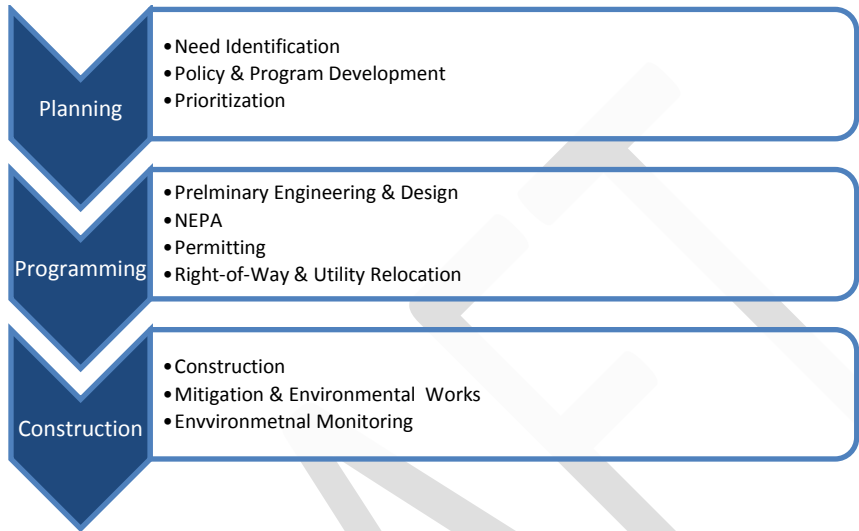 Planning
•Need Identification
•Policy & Program Development
•Prioritization
Programming
•Prelminary Engineering & Design
•NEPA
•Permitting
•Right-of-Way & Utility Relocation
Construction
•Construction
•Mitigation & Environmental Works
•Envvironmetnal Monitoring